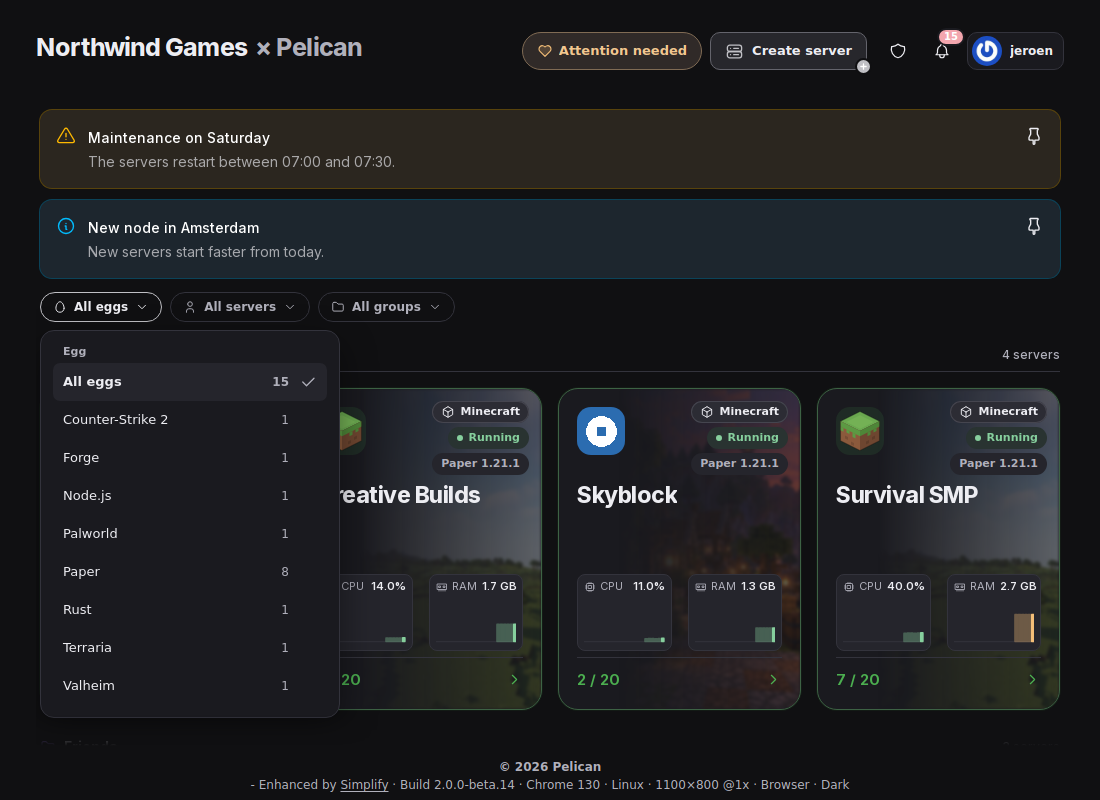 Northwind Games × Pelican
Attention needed
Create server
15
jeroen
Maintenance on Saturday
The servers restart between 07:00 and 07:30.
New node in Amsterdam
New servers start faster from today.
All eggs
All servers
All groups
4 servers
Egg
All eggs 15
Counter-Strike 2 1
Forge 1
Node.js 1
Palworld 1
Paper 8
Rust 1
Terraria 1
Valheim 1
Minecraft
Running
reative Builds
CPU 14.0%
RAM 1.7 GB
20
Minecraft
Running
Paper 1.21.1
Skyblock
CPU 11.0%
RAM 1.3 GB
2 / 20
Minecraft
Running
Paper 1.21.1
Survival SMP
CPU 40.0%
RAM 2.7 GB
7 / 20
Friends
© 2026 Pelican
- Enhanced by Simplify · Build 2.0.0-beta.14 · Chrome 130 · Linux · 1100×800 @1x · Browser · Dark